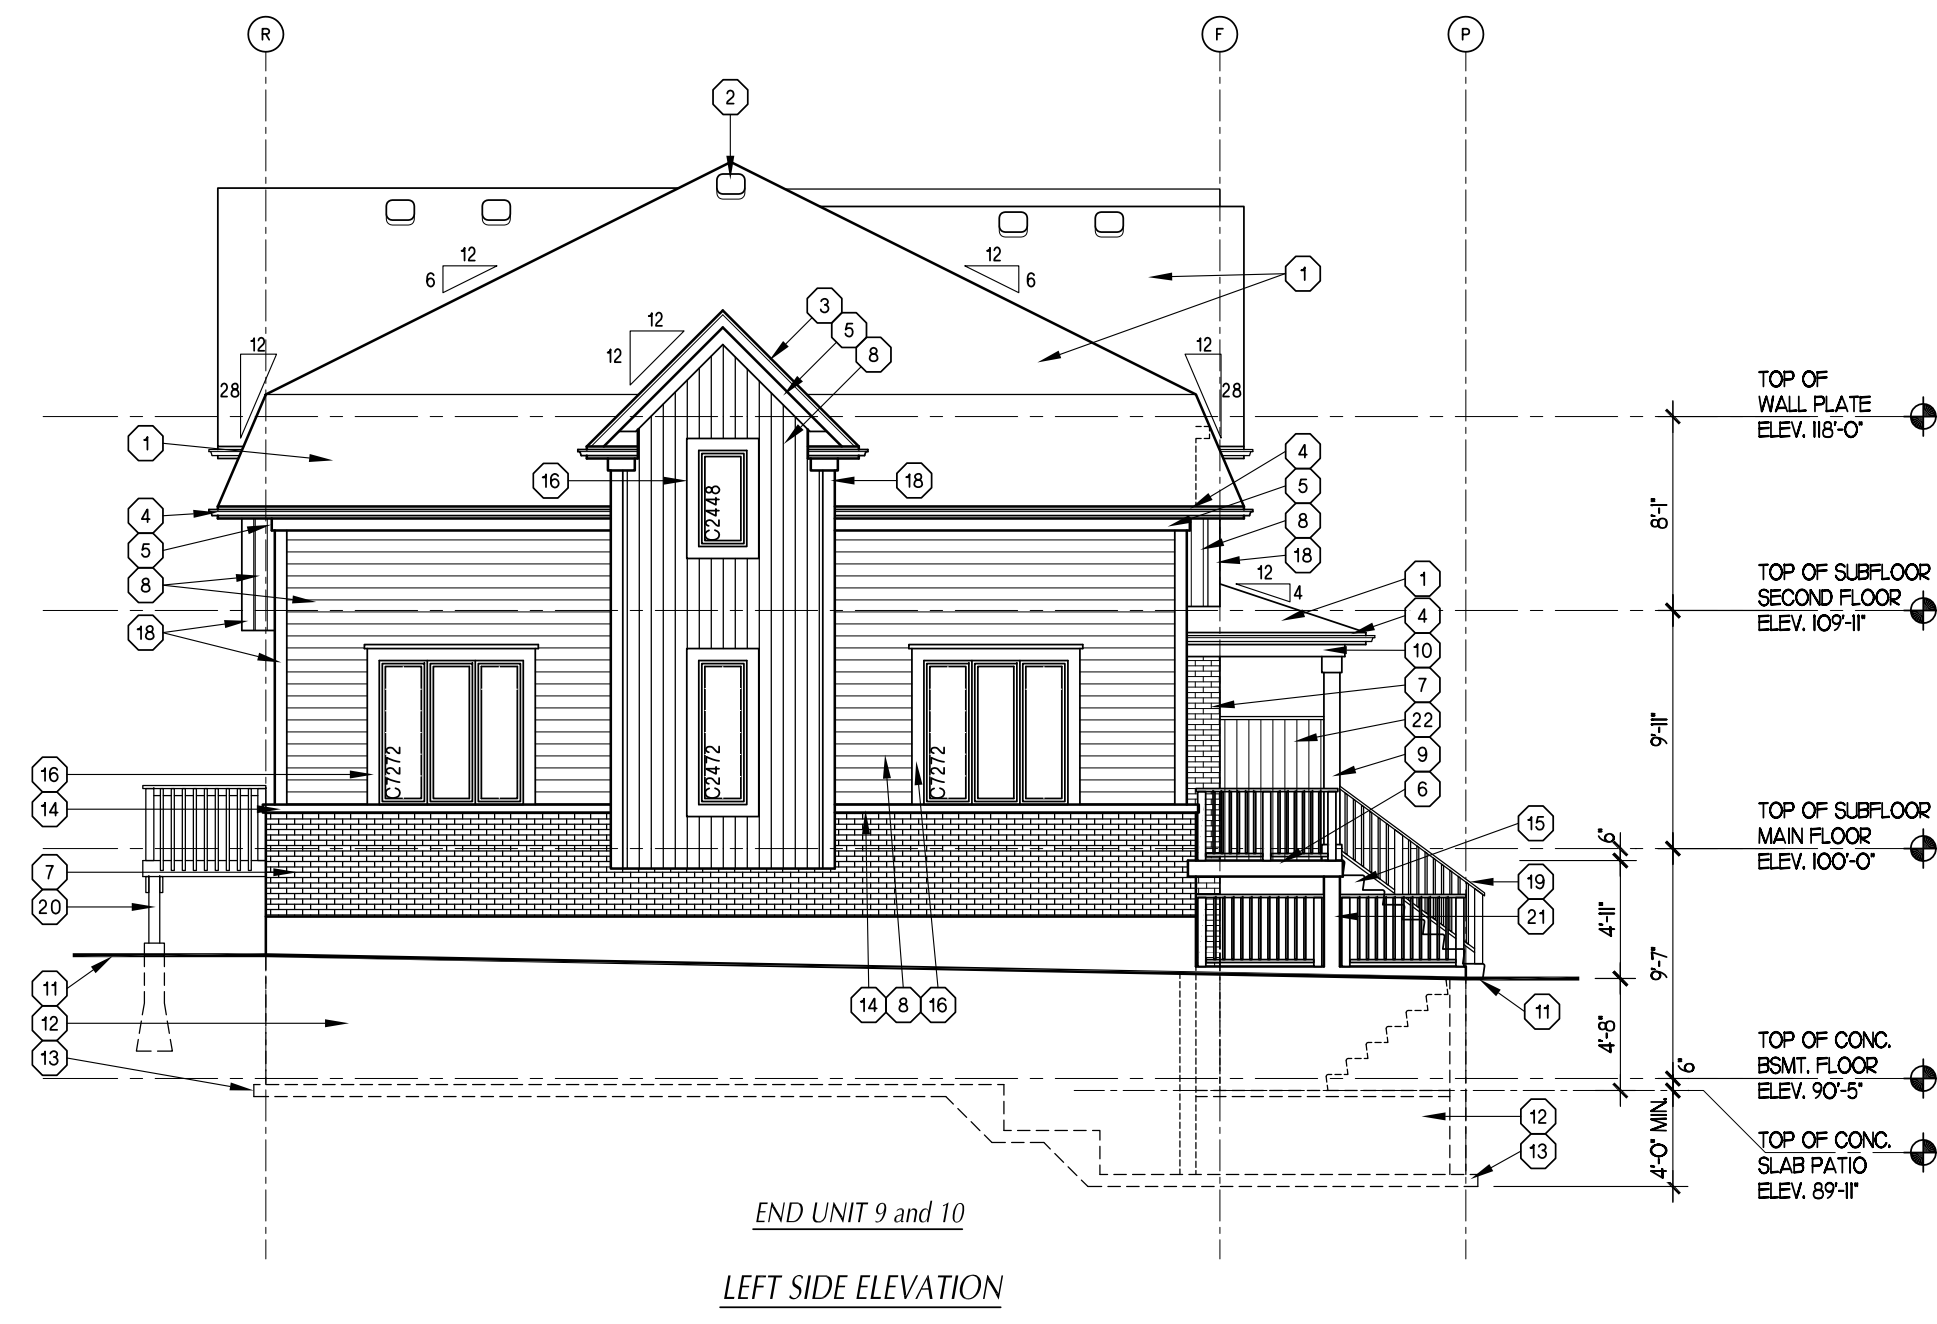 R
F
P
2
12
6
12
6
1
3
5
8
12
12
12
28
12
28
TOP OF
WALL PLATE
ELEV. 118'-0"
1
4
5
8
18
16
18
C2448
4
5
8
18
8'-1"
12
4
1
4
10
7
22
9
6
TOP OF SUBFLOOR
SECOND FLOOR
ELEV. 109'-11"
9'-11"
16
14
7
20
C7272
C2472
C7272
15
19
21
6"
TOP OF SUBFLOOR
MAIN FLOOR
ELEV. 100'-0"
4'-11"
9'-7"
11
12
13
14
8
16
11
4'-8"
6"
TOP OF CONC.
BSMT. FLOOR
ELEV. 90'-5"
12
13
4'-0" MIN.
TOP OF CONC.
SLAB PATIO
ELEV. 89'-11"
END UNIT 9 and 10
LEFT SIDE ELEVATION